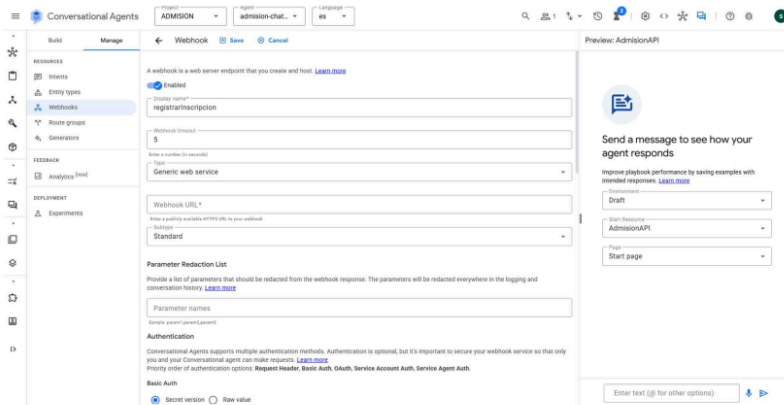 Conversational Agents
Project
ADMISION
Agent
admision-chat...
Language
es
1
2
S
Build
Manage
Webhook
Save
Cancel
Preview: AdmisionAPI
RESOURCES
Intents
Entity types
Webhooks
Route groups
Generators
FEEDBACK
Analytics [new]
DEPLOYMENT
Experiments
A webhook is a web server endpoint that you create and host. Learn more
Enabled
Display name*
registrarInscripcion
Webhook timeout
5
Enter a number (in seconds)
Type
Generic web service
Webhook URL*
Enter a publicly available HTTPS URL to your webhook
Subtype
Standard
Parameter Redaction List
Provide a list of parameters that should be redacted from the webhook response. The parameters will be redacted everywhere in the logging and
conversation history. Learn more
Parameter names
Sample: param1,param2,param3
Authentication
Conversational Agents supports multiple authentication methods. Authentication is optional, but it's important to secure your webhook service so that only
you and your Conversational agent can make requests. Learn more
Priority order of authentication options: Request Header, Basic Auth, OAuth, Service Account Auth, Service Agent Auth.
Basic Auth
Secret version
Raw value
Send a message to see how your
agent responds
Improve playbook performance by saving examples with
intended responses. Learn more
Environment
Draft
Start Resource
AdmisionAPI
Page
Start page
Enter text (@ for other options)